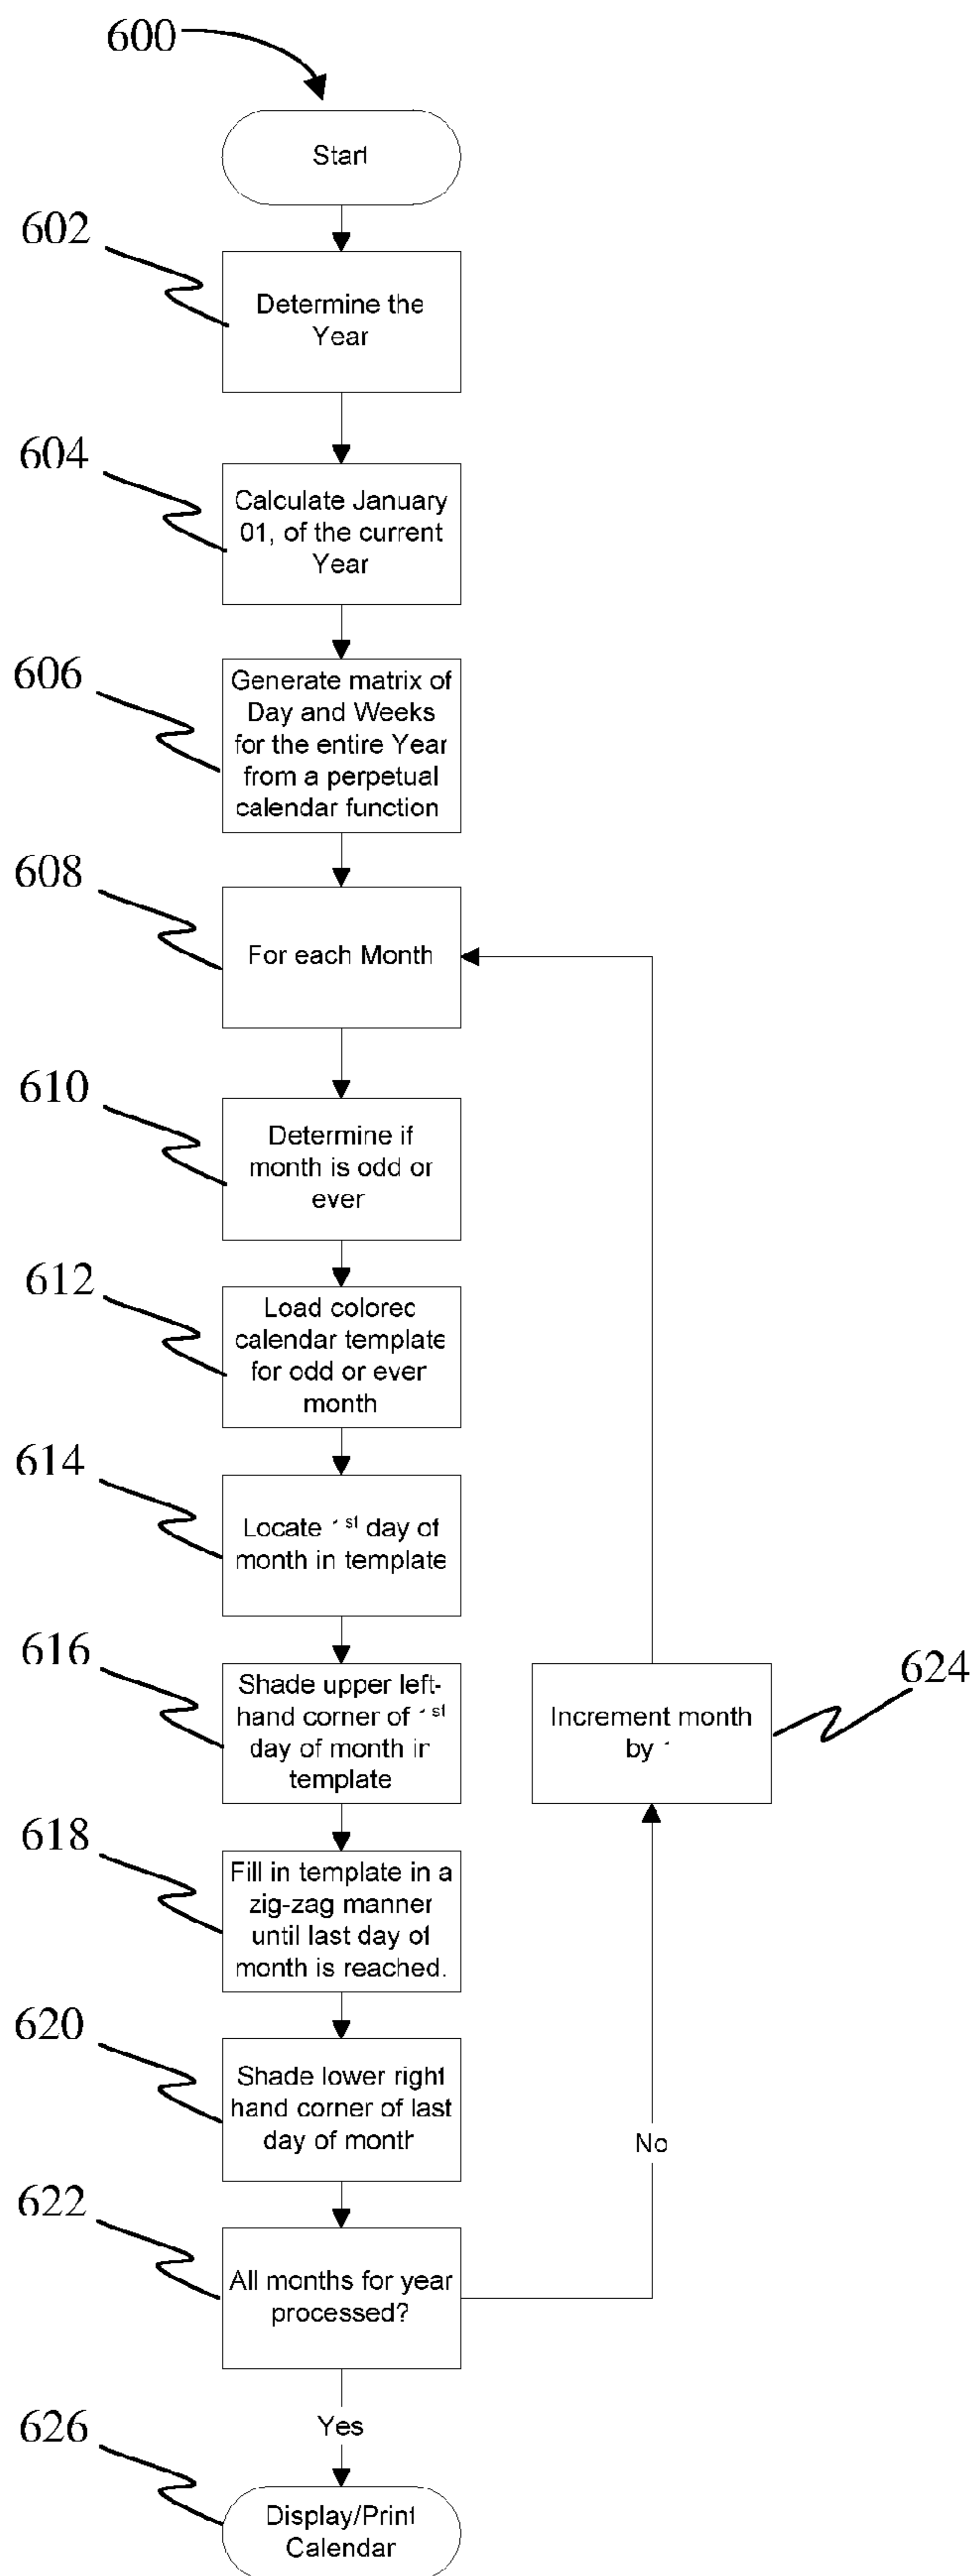 600
Start
602
Determine the
Year
604
Calculate January
01, of the current
Year
606
Generate matrix of
Day and Weeks
for the entire Year
from a perpetual
calendar function
608
For each Month
610
Determine if
month is odd or
ever
612
Load colored
calendar template
for odd or ever
month
614
Locate 1st day of
month in template
616
Shade upper left-
hand corner of 1st
day of month in
template
624
Increment month
by 1
618
Fill in template in a
zig-zag manner
until last day of
month is reached.
620
Shade lower right
hand corner of last
day of month
No
622
All months for year
processed?
Yes
626
Display/Print
Calendar